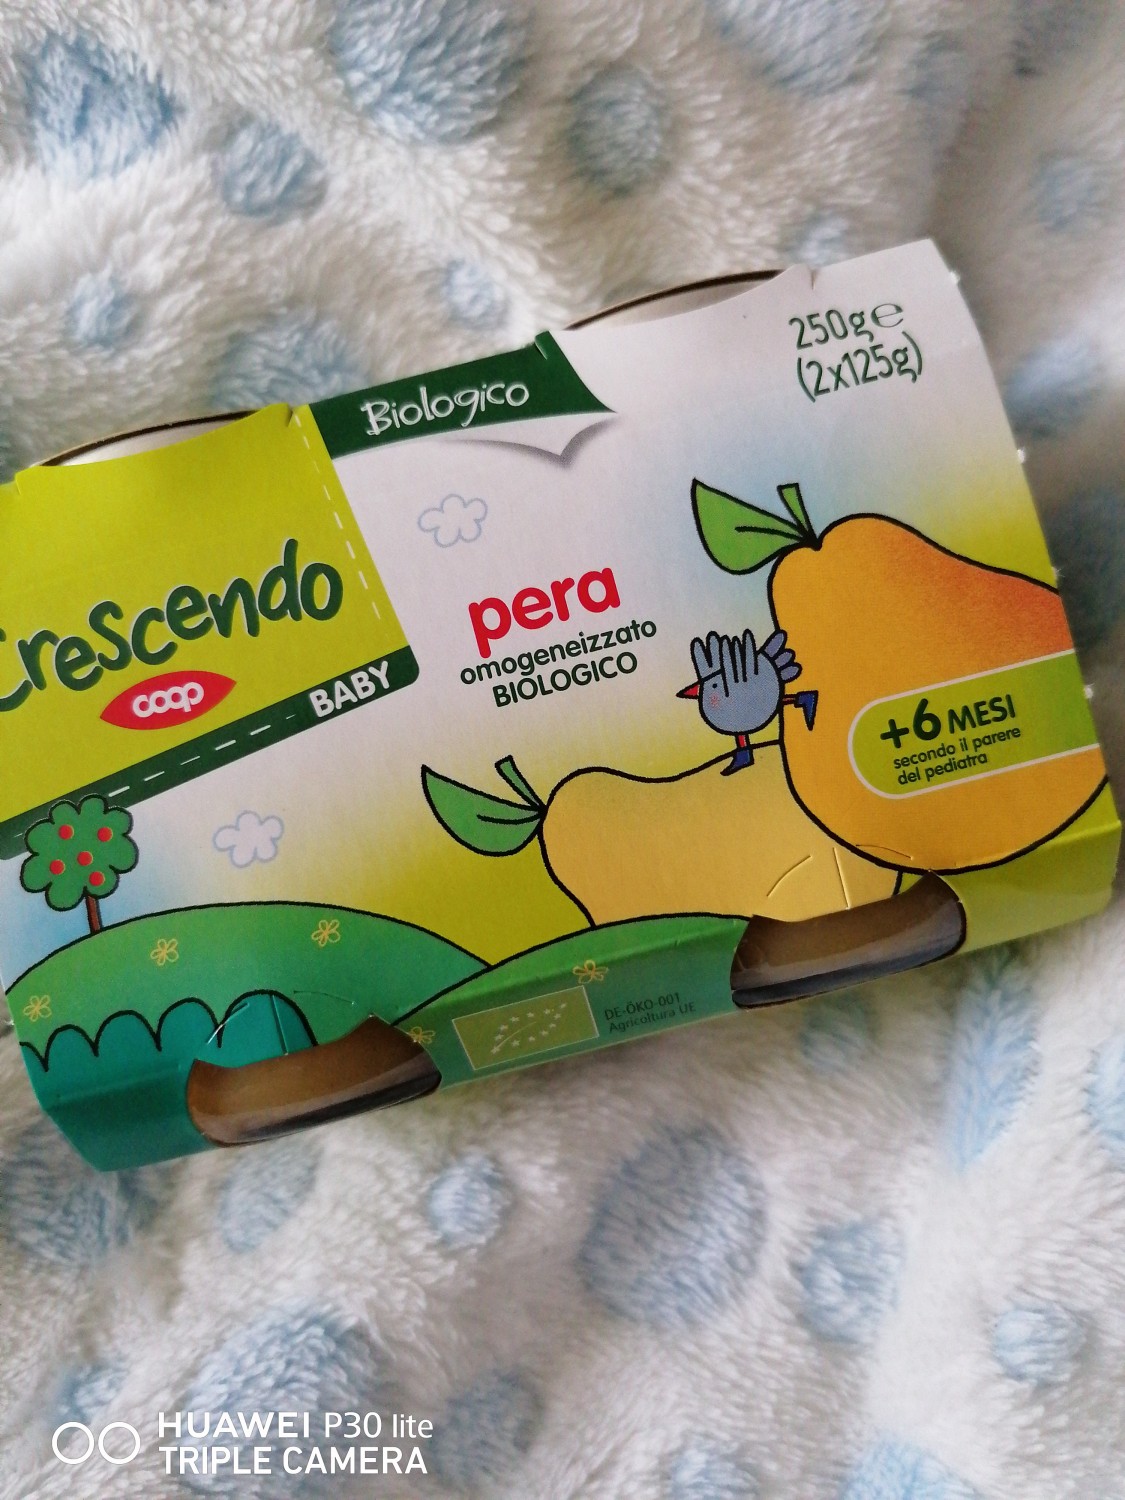 250g ℮
(2x125g)
Biologico
Crescendo
coop
BABY
pera
omogeneizzato
BIOLOGICO
+6 MESI
secondo il parere
del pediatra
DE-ÖKO-001
Agricoltura UE
HUAWEI P30 lite
TRIPLE CAMERA